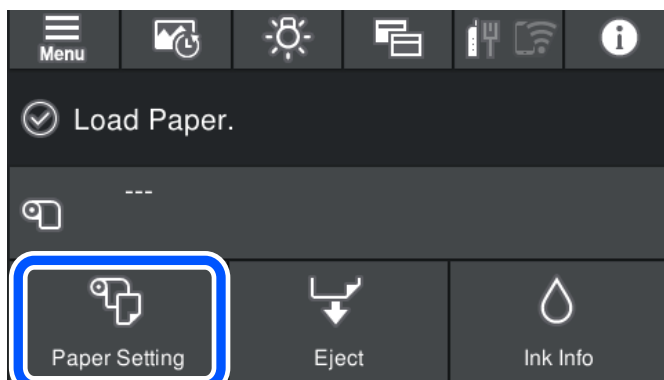 Menu
Load Paper.
---
Paper Setting
Eject
Ink Info